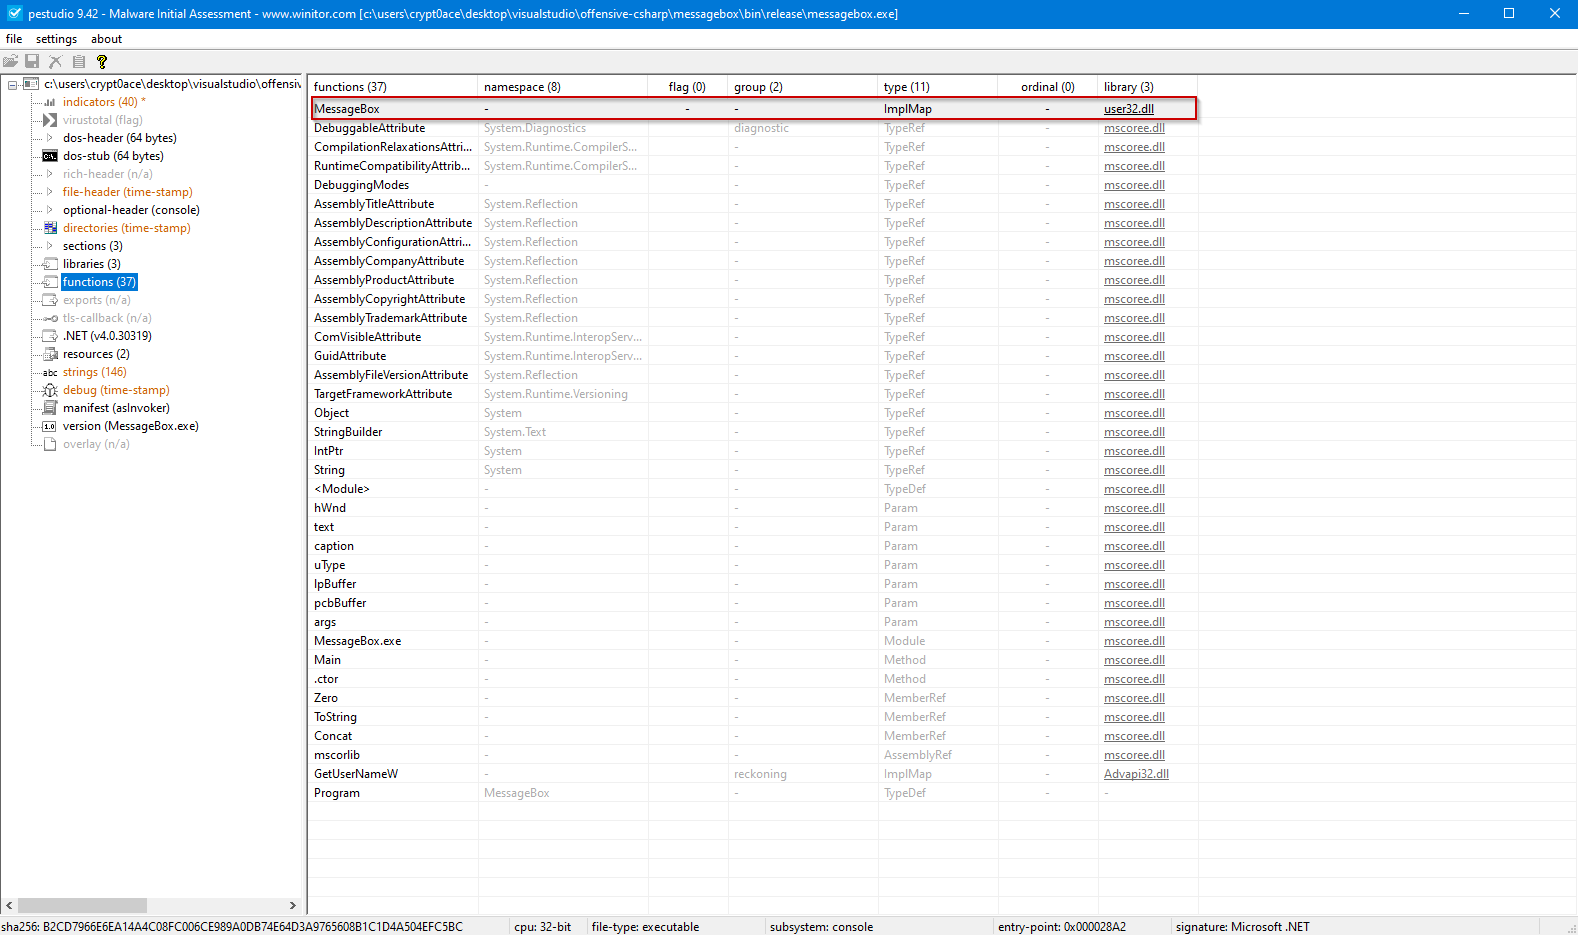 pestudio 9.42 - Malware Initial Assessment - www.winitor.com [c:\users\crypt0ace\desktop\visualstudio\offensive-csharp\messagebox\bin\release\messagebox.exe]
file settings about
c:\users\crypt0ace\desktop\visualstudio\offensiv
indicators (40) *
virustotal (flag)
dos-header (64 bytes)
dos-stub (64 bytes)
rich-header (n/a)
file-header (time-stamp)
optional-header (console)
directories (time-stamp)
sections (3)
libraries (3)
functions (37)
exports (n/a)
tls-callback (n/a)
.NET (v4.0.30319)
resources (2)
abc strings (146)
debug (time-stamp)
manifest (asInvoker)
1.0 version (MessageBox.exe)
overlay (n/a)
functions (37) namespace (8) flag (0) group (2) type (11) ordinal (0) library (3)
MessageBox - - - ImplMap - user32.dll
DebuggableAttribute System.Diagnostics diagnostic TypeRef - mscoree.dll
CompilationRelaxationsAttri... System.Runtime.CompilerS... - TypeRef - mscoree.dll
RuntimeCompatibilityAttrib... System.Runtime.CompilerS... - TypeRef - mscoree.dll
DebuggingModes - - TypeRef - mscoree.dll
AssemblyTitleAttribute System.Reflection - TypeRef - mscoree.dll
AssemblyDescriptionAttribute System.Reflection - TypeRef - mscoree.dll
AssemblyConfigurationAttri... System.Reflection - TypeRef - mscoree.dll
AssemblyCompanyAttribute System.Reflection - TypeRef - mscoree.dll
AssemblyProductAttribute System.Reflection - TypeRef - mscoree.dll
AssemblyCopyrightAttribute System.Reflection - TypeRef - mscoree.dll
AssemblyTrademarkAttribute System.Reflection - TypeRef - mscoree.dll
ComVisibleAttribute System.Runtime.InteropServ... - TypeRef - mscoree.dll
GuidAttribute System.Runtime.InteropServ... - TypeRef - mscoree.dll
AssemblyFileVersionAttribute System.Reflection - TypeRef - mscoree.dll
TargetFrameworkAttribute System.Runtime.Versioning - TypeRef - mscoree.dll
Object System - TypeRef - mscoree.dll
StringBuilder System.Text - TypeRef - mscoree.dll
IntPtr System - TypeRef - mscoree.dll
String System - TypeRef - mscoree.dll
<Module> - - TypeDef - mscoree.dll
hWnd - - Param - mscoree.dll
text - - Param - mscoree.dll
caption - - Param - mscoree.dll
uType - - Param - mscoree.dll
lpBuffer - - Param - mscoree.dll
pcbBuffer - - Param - mscoree.dll
args - - Param - mscoree.dll
MessageBox.exe - - Module - mscoree.dll
Main - - Method - mscoree.dll
.ctor - - Method - mscoree.dll
Zero - - MemberRef - mscoree.dll
ToString - - MemberRef - mscoree.dll
Concat - - MemberRef - mscoree.dll
mscorlib - - AssemblyRef - mscoree.dll
GetUserNameW - reckoning ImplMap - Advapi32.dll
Program MessageBox - TypeDef - -
sha256: B2CD7966E6EA14A4C08FC006CE989A0DB74E64D3A9765608B1C1D4A504EFC5BC cpu: 32-bit file-type: executable subsystem: console entry-point: 0x000028A2 signature: Microsoft .NET